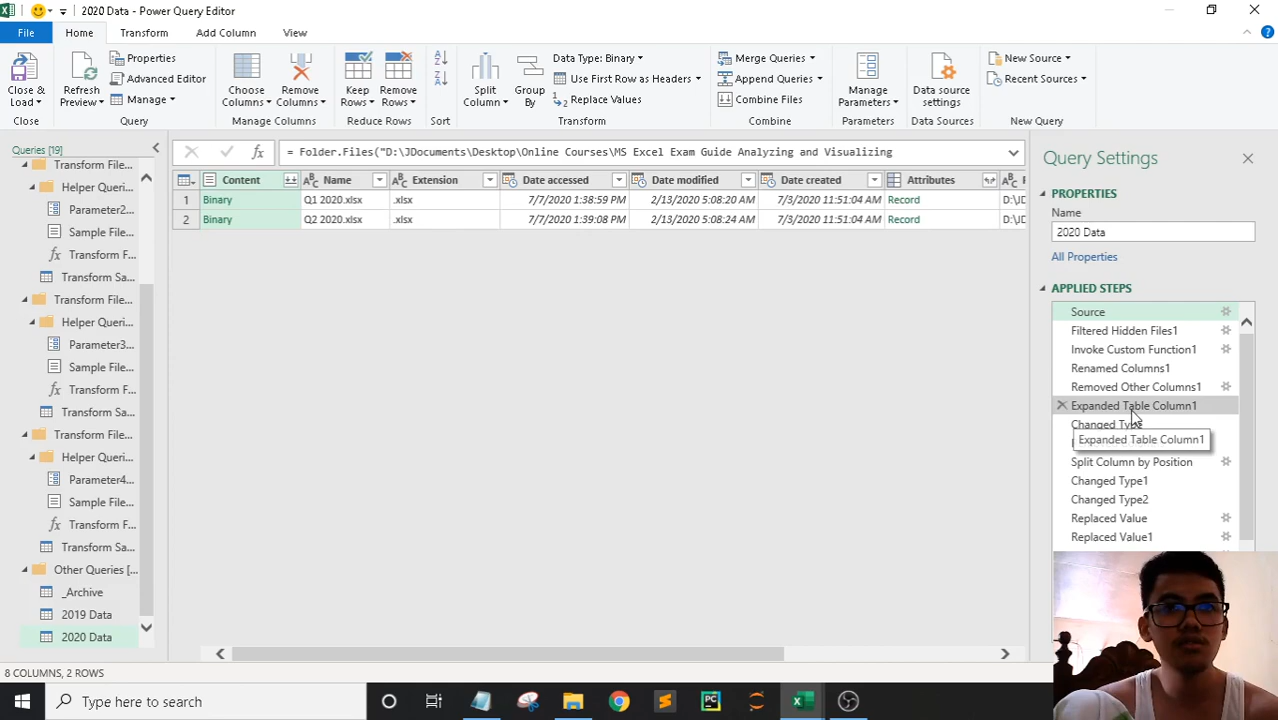 2020 Data - Power Query Editor
File
Home
Transform
Add Column
View
Close & Load
Close
Refresh Preview
Properties
Advanced Editor
Manage
Query
Choose Columns
Remove Columns
Manage Columns
Keep Rows
Remove Rows
Reduce Rows
Sort
Split Column
Group By
Data Type: Binary
Use First Row as Headers
Replace Values
Transform
Merge Queries
Append Queries
Combine Files
Combine
Manage Parameters
Parameters
Data source settings
Data Sources
New Source
Recent Sources
New Query
Queries [19]
Transform File...
Helper Queri...
Parameter2...
Sample File...
Transform F...
Transform Sa...
Transform File...
Helper Queri...
Parameter3...
Sample File...
Transform F...
Transform Sa...
Transform File...
Helper Queri...
Parameter4...
Sample File...
Transform F...
Transform Sa...
Other Queries [...
_Archive
2019 Data
2020 Data
= Folder.Files("D:\JDocuments\Desktop\Online Courses\MS Excel Exam Guide Analyzing and Visualizing
Content Name Extension Date accessed Date modified Date created Attributes
1 Binary Q1 2020.xlsx .xlsx 7/7/2020 1:38:59 PM 2/13/2020 5:08:20 AM 7/3/2020 11:51:04 AM Record
2 Binary Q2 2020.xlsx .xlsx 7/7/2020 1:39:08 PM 2/13/2020 5:08:24 AM 7/3/2020 11:51:04 AM Record
Query Settings
PROPERTIES
Name
2020 Data
All Properties
APPLIED STEPS
Source
Filtered Hidden Files1
Invoke Custom Function1
Renamed Columns1
Removed Other Columns1
Expanded Table Column1
Changed Type
Expanded Table Column1
Split Column by Position
Changed Type1
Changed Type2
Replaced Value
Replaced Value1
8 COLUMNS, 2 ROWS
Type here to search